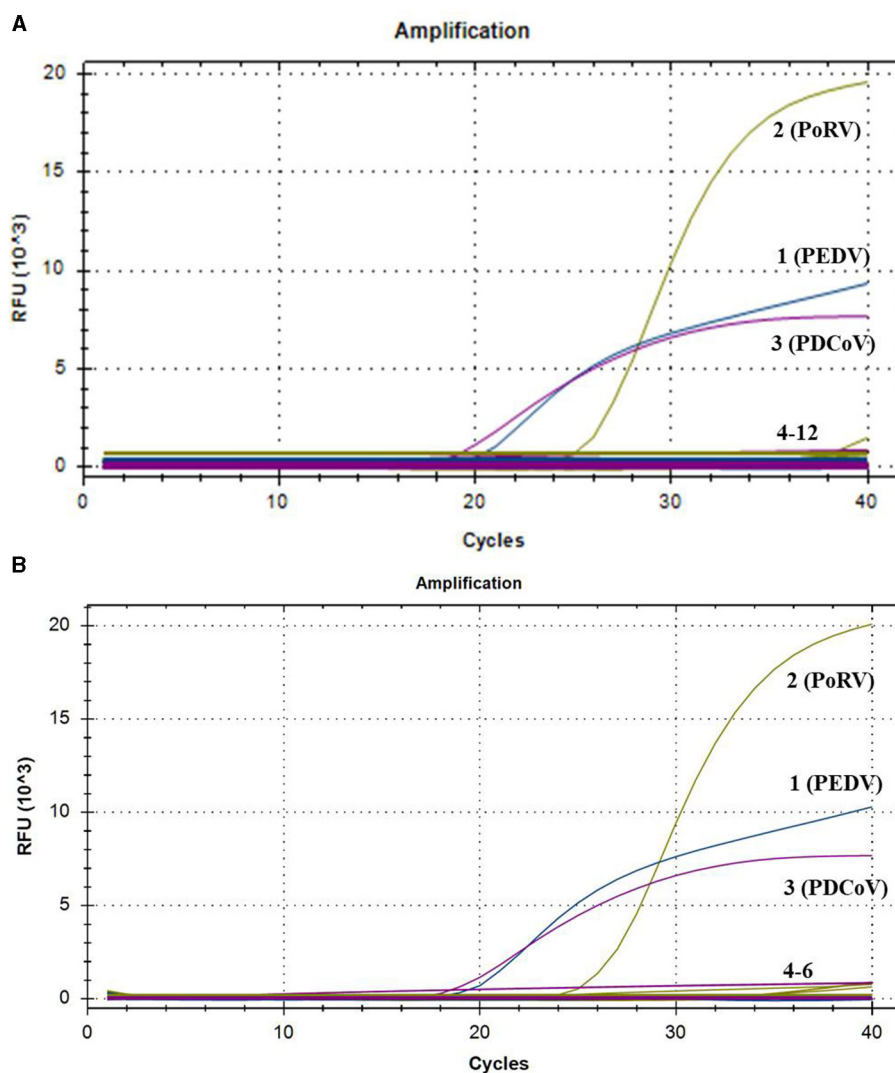 A
Amplification
20
2 (PoRV)
15
RFU (10^3)
1 (PEDV)
10
3 (PDCoV)
5
4-12
0
0 10 20 30 40
Cycles
B
Amplification
20
2 (PoRV)
15
RFU (10^3)
1 (PEDV)
10
3 (PDCoV)
5
4-6
0
0 10 20 30 40
Cycles